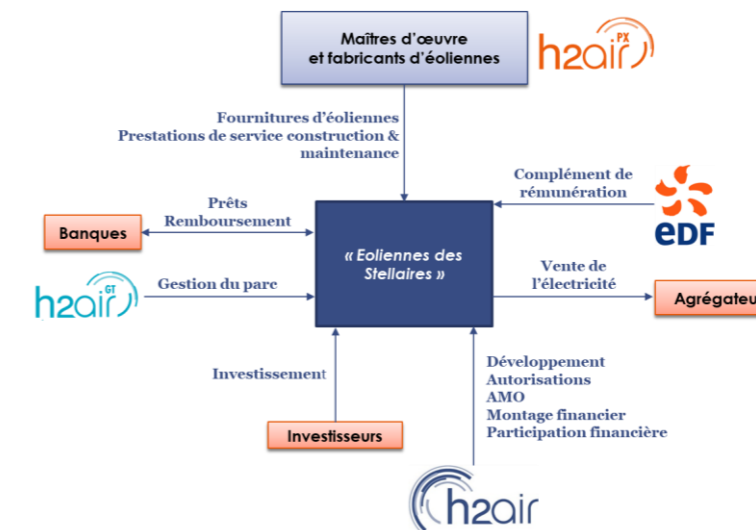 Maîtres d'œuvre
et fabricants d'éoliennes
h2air
PX
Fournitures d'éoliennes
Prestations de service construction &
maintenance
Complément de
rémunération
eDF
Prêts
Remboursement
Banques
« Eoliennes des
Stellaires »
Vente de
l'électricité
Agrégateu
h2air
GT
Gestion du parc
Investissement
Investisseurs
Développement
Autorisations
AMO
Montage financier
Participation financière
h2air